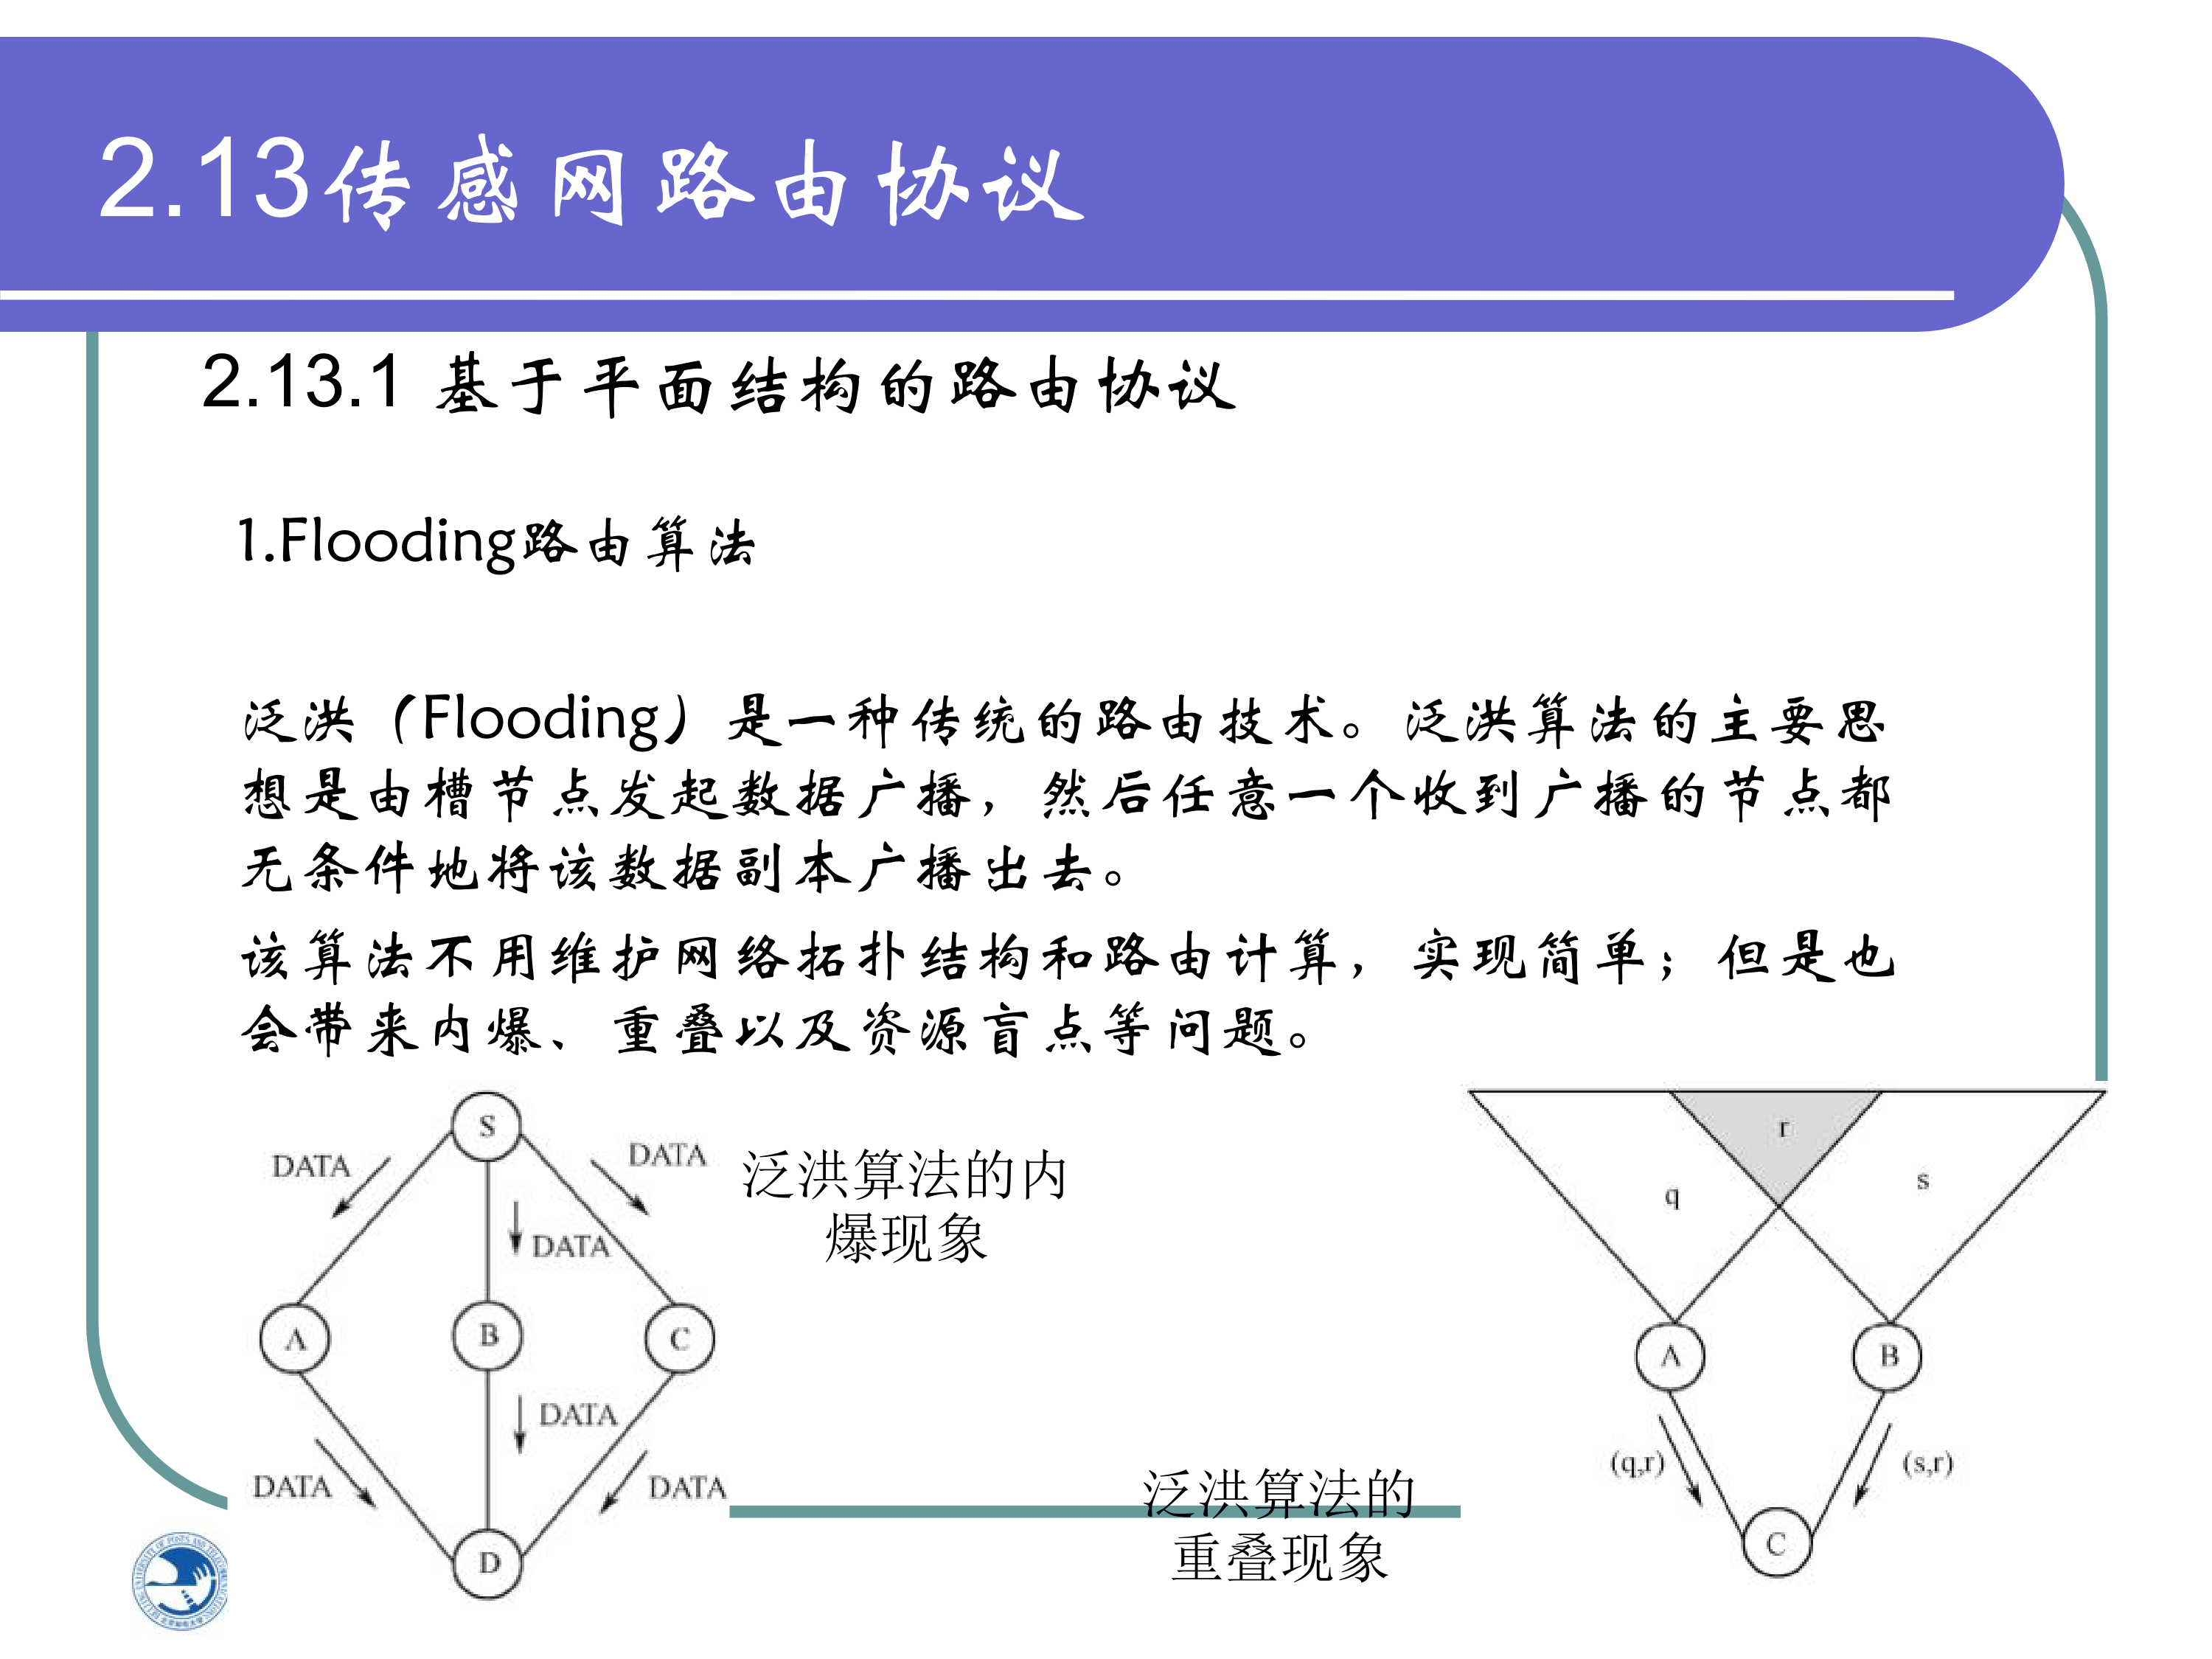 2.13传感网路由协议
2.13.1 基于平面结构的路由协议
1.Flooding路由算法
泛洪（Flooding）是一种传统的路由技术。泛洪算法的主要思
想是由槽节点发起数据广播，然后任意一个收到广播的节点都
无条件地将该数据副本广播出去。
该算法不用维护网络拓扑结构和路由计算，实现简单；但是也
会带来内爆、重叠以及资源盲点等问题。
S
DATA
DATA
DATA
A
B
C
DATA
DATA
DATA
D
泛洪算法的内
爆现象
泛洪算法的
重叠现象
r
q
s
A
B
(q,r)
(s,r)
C